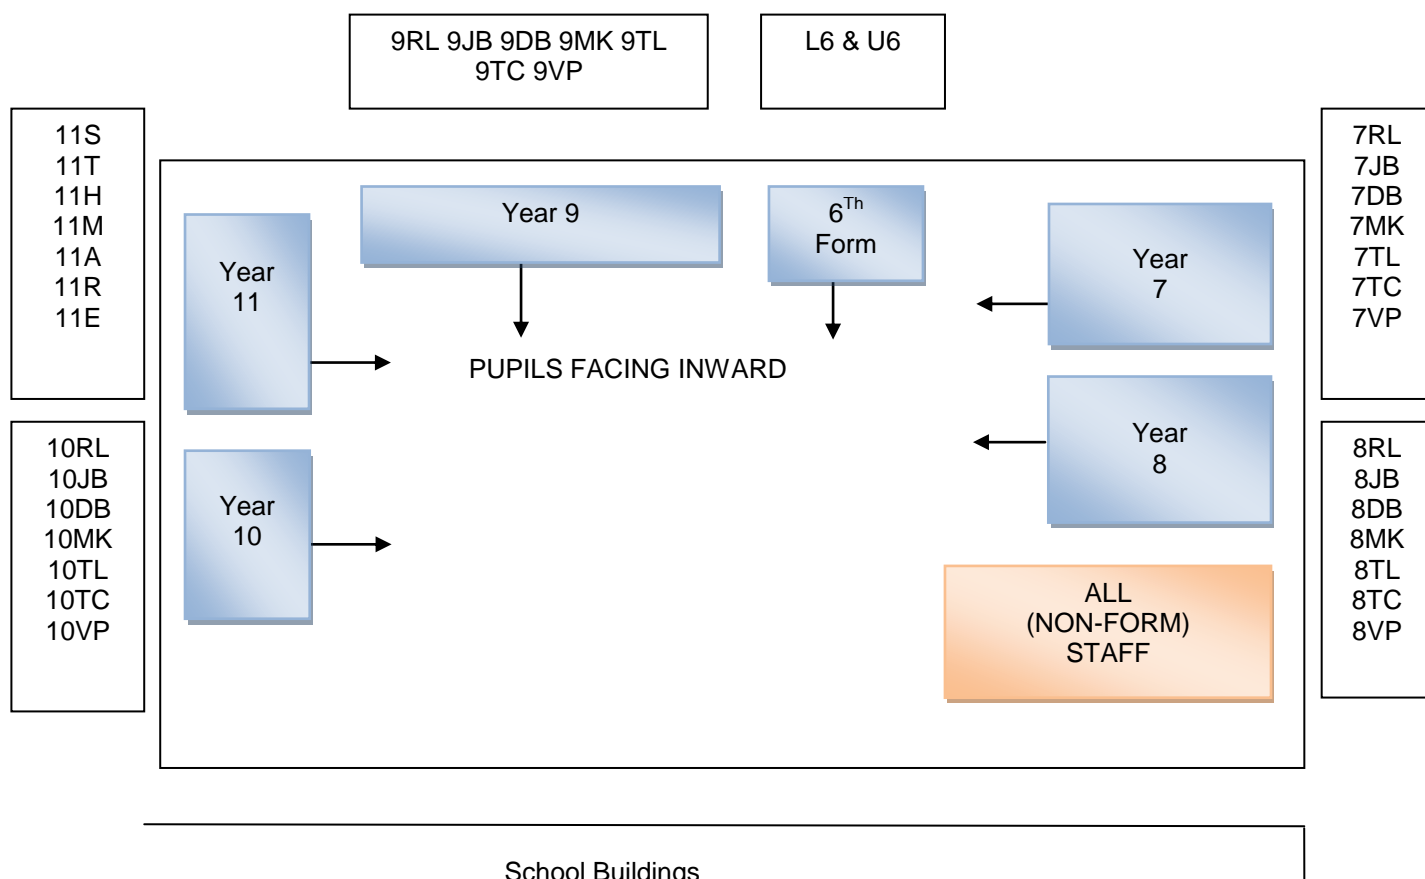 9RL 9JB 9DB 9MK 9TL
9TC 9VP
L6 & U6
11S
11T
11H
11M
11A
11R
11E
10RL
10JB
10DB
10MK
10TL
10TC
10VP
Year
11
Year 9
6Th
Form
Year
7
PUPILS FACING INWARD
Year
10
Year
8
ALL
(NON-FORM)
STAFF
7RL
7JB
7DB
7MK
7TL
7TC
7VP
8RL
8JB
8DB
8MK
8TL
8TC
8VP
School Buildings